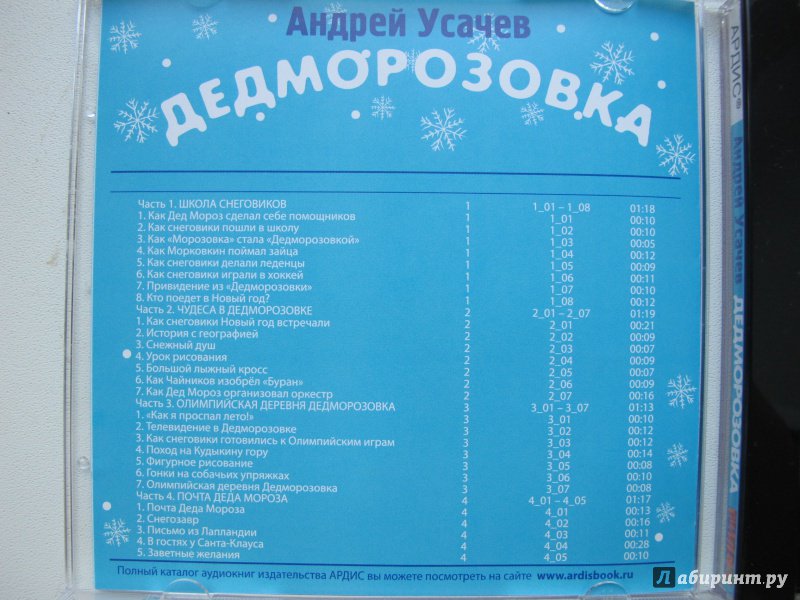 Андрей Усачев
ДЕДМОРОЗОВКА
Часть 1. ШКОЛА СНЕГОВИКОВ 1 1_01 – 1_08 01:18
1. Как Дед Мороз сделал себе помощников 1 1_01 00:10
2. Как снеговики пошли в школу 1 1_02 00:10
3. Как «Морозовка» стала «Дедморозовкой» 1 1_03 00:05
4. Как Морковкин поймал зайца 1 1_04 00:12
5. Как снеговики делали леденцы 1 1_05 00:09
6. Как снеговики играли в хоккей 1 1_06 00:11
7. Привидение из «Дедморозовки» 1 1_07 00:10
8. Кто поедет в Новый год? 1 1_08 00:12
Часть 2. ЧУДЕСА В ДЕДМОРОЗОВКЕ 2 2_01 – 2_07 01:19
1. Как снеговики Новый год встречали 2 2_01 00:21
2. История с географией 2 2_02 00:09
3. Снежный душ 2 2_03 00:07
4. Урок рисования 2 2_04 00:09
5. Большой лыжный кросс 2 2_05 00:09
6. Как Чайников изобрёл «Буран» 2 2_06 00:09
7. Как Дед Мороз организовал оркестр 2 2_07 00:16
Часть 3. ОЛИМПИЙСКАЯ ДЕРЕВНЯ ДЕДМОРОЗОВКА 3 3_01 – 3_07 01:13
1. «Как я проспал лето!» 3 3_01 00:10
2. Телевидение в Дедморозовке 3 3_02 00:12
3. Как снеговики готовились к Олимпийским играм 3 3_03 00:12
4. Поход на Кудыкину гору 3 3_04 00:14
5. Фигурное рисование 3 3_05 00:08
6. Гонки на собачьих упряжках 3 3_06 00:10
7. Олимпийская деревня Дедморозовка 3 3_07 00:08
Часть 4. ПОЧТА ДЕДА МОРОЗА 4 4_01 – 4_05 01:17
1. Почта Деда Мороза 4 4_01 00:13
2. Снегозавр 4 4_02 00:16
3. Письмо из Лапландии 4 4_03 00:11
4. В гостях у Санта-Клауса 4 4_04 00:28
5. Заветные желания 4 4_05 00:10
Полный каталог аудиокниг издательства АРДИС вы можете посмотреть на сайте www.ardisbook.ru
АРДИС® Андрей Усачев ДЕДМОРОЗОВКА
Лабиринт.ру